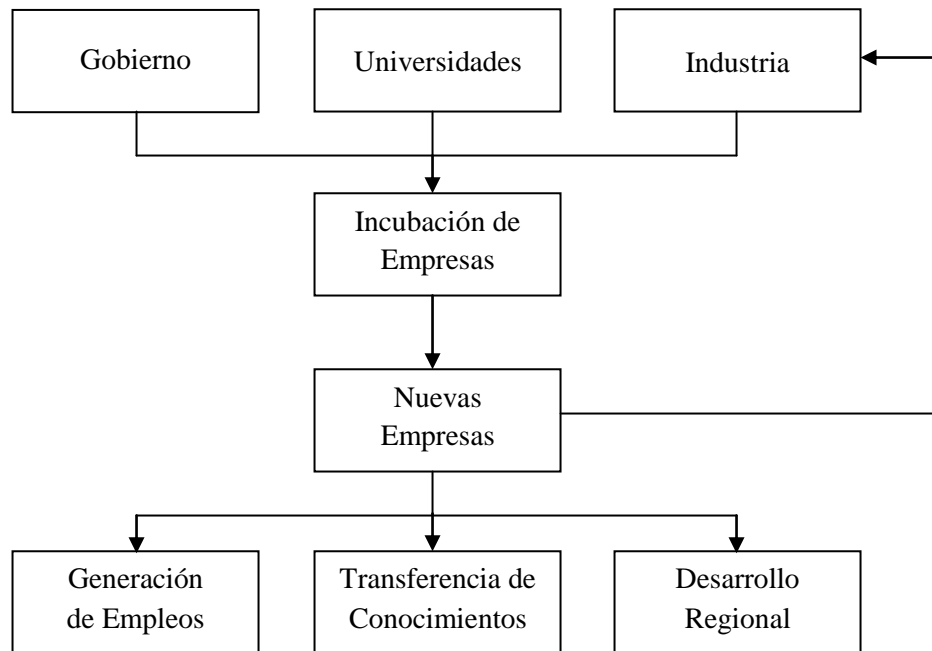 Gobierno
Universidades
Industria
Incubación de
Empresas
Nuevas
Empresas
Generación
de Empleos
Transferencia de
Conocimientos
Desarrollo
Regional